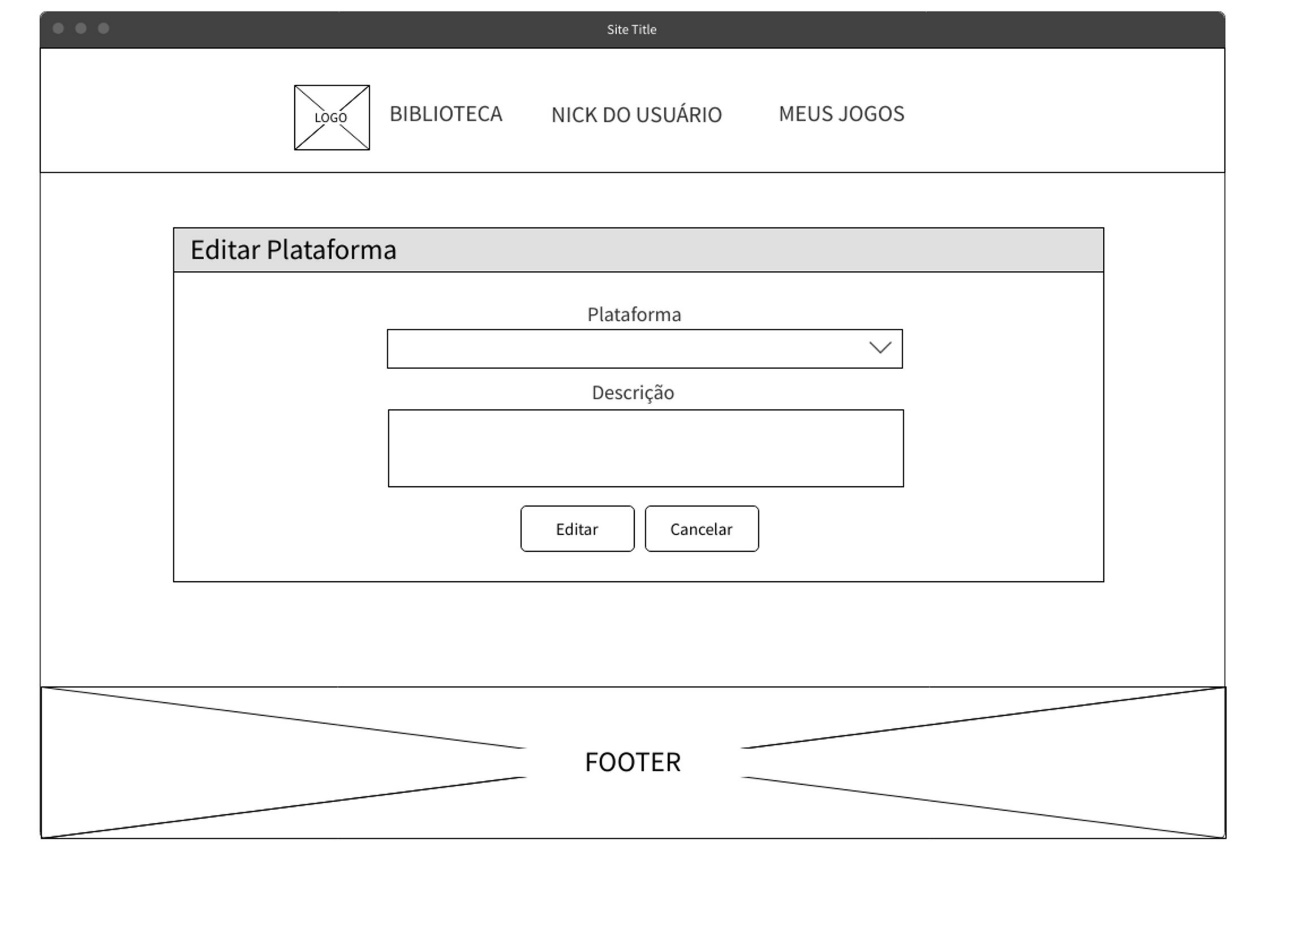 Site Title
LOGO
BIBLIOTECA
NICK DO USUÁRIO
MEUS JOGOS
Editar Plataforma
Plataforma
Descrição
Editar
Cancelar
FOOTER